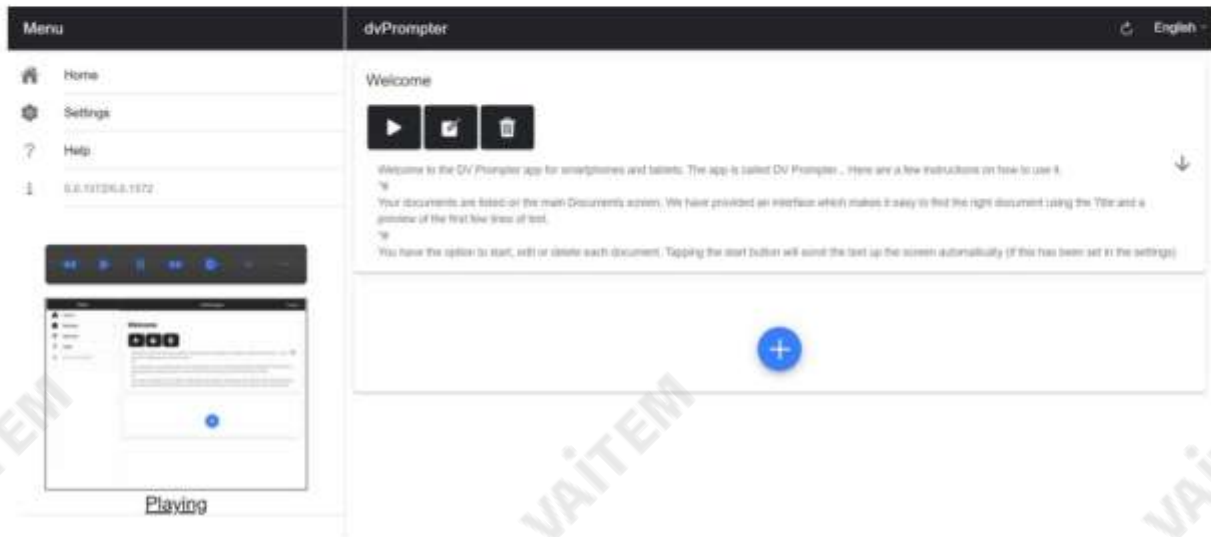 Menu
Home
Settings
Help
dvPrompter
English
Welcome
Welcome to the DV Prompter app for smartphones and tablets. The app is called DV Prompter .. Here are a few instructions on how to use it.
Your documents are listed on the main Documents screen. We have provided an interface which makes it easy to find the right document using the Title and a
preview of the first few lines of text.
You have the option to start, edit or delete each document. Tapping the start button will scroll the text up the screen automatically (if this has been set in the settings)
Welcome
Playing
VAiTEM